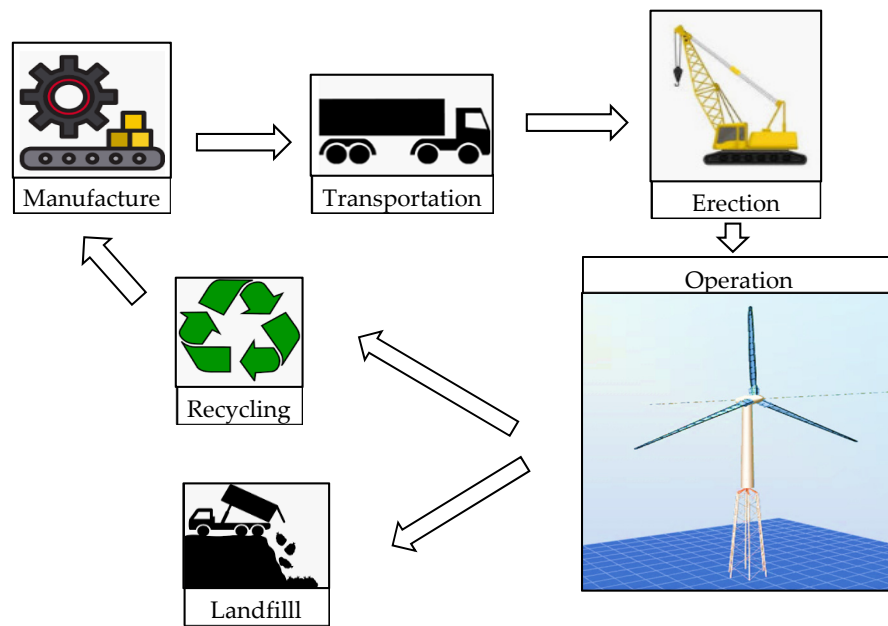 Manufacture
Transportation
Erection
Operation
Recycling
Landfilll